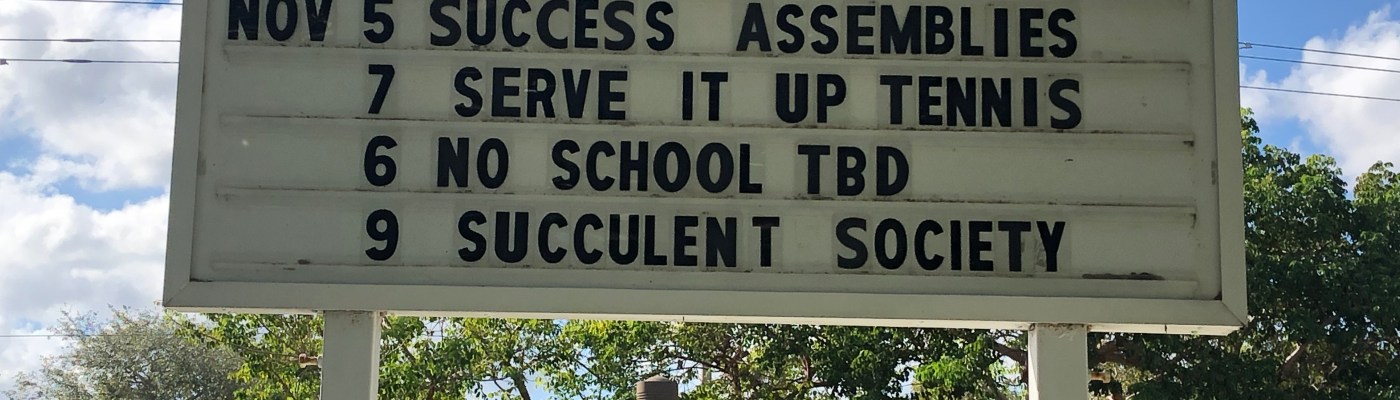 NOV 5 SUCCESS ASSEMBLIES
7 SERVE IT UP TENNIS
6 NO SCHOOL TBD
9 SUCCULENT SOCIETY